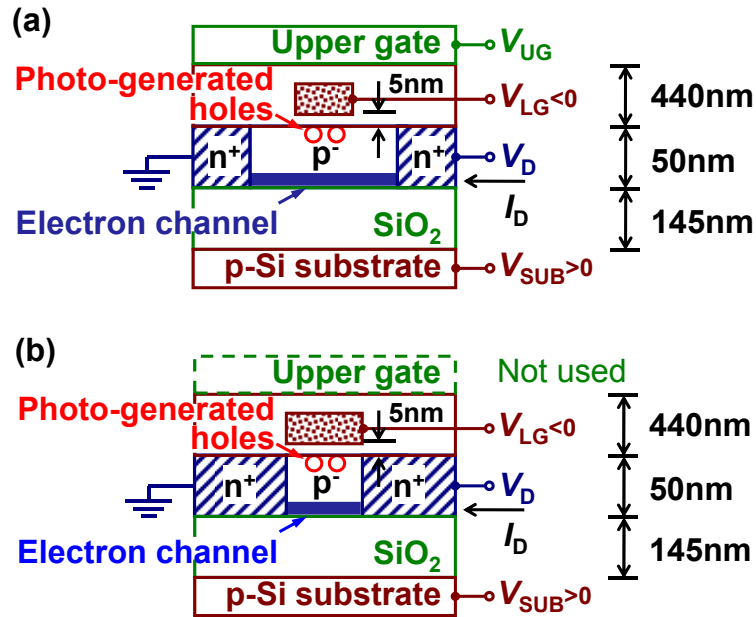 (a)
Upper gate
V_UG
Photo-generated
holes
5nm
V_LG<0
440nm
n+
p-
n+
V_D
50nm
Electron channel
I_D
SiO2
145nm
p-Si substrate
V_SUB>0
(b)
Upper gate
Not used
Photo-generated
holes
5nm
V_LG<0
440nm
n+
p-
n+
V_D
50nm
Electron channel
I_D
SiO2
145nm
p-Si substrate
V_SUB>0